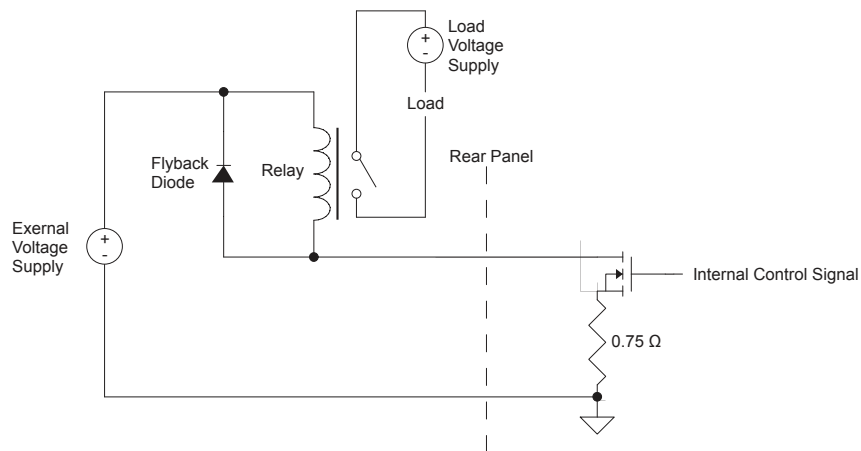 Load
Voltage
Supply
+
-
Load
Rear Panel
Flyback
Diode
Relay
Exernal
Voltage
Supply
+
-
Internal Control Signal
0.75 Ω